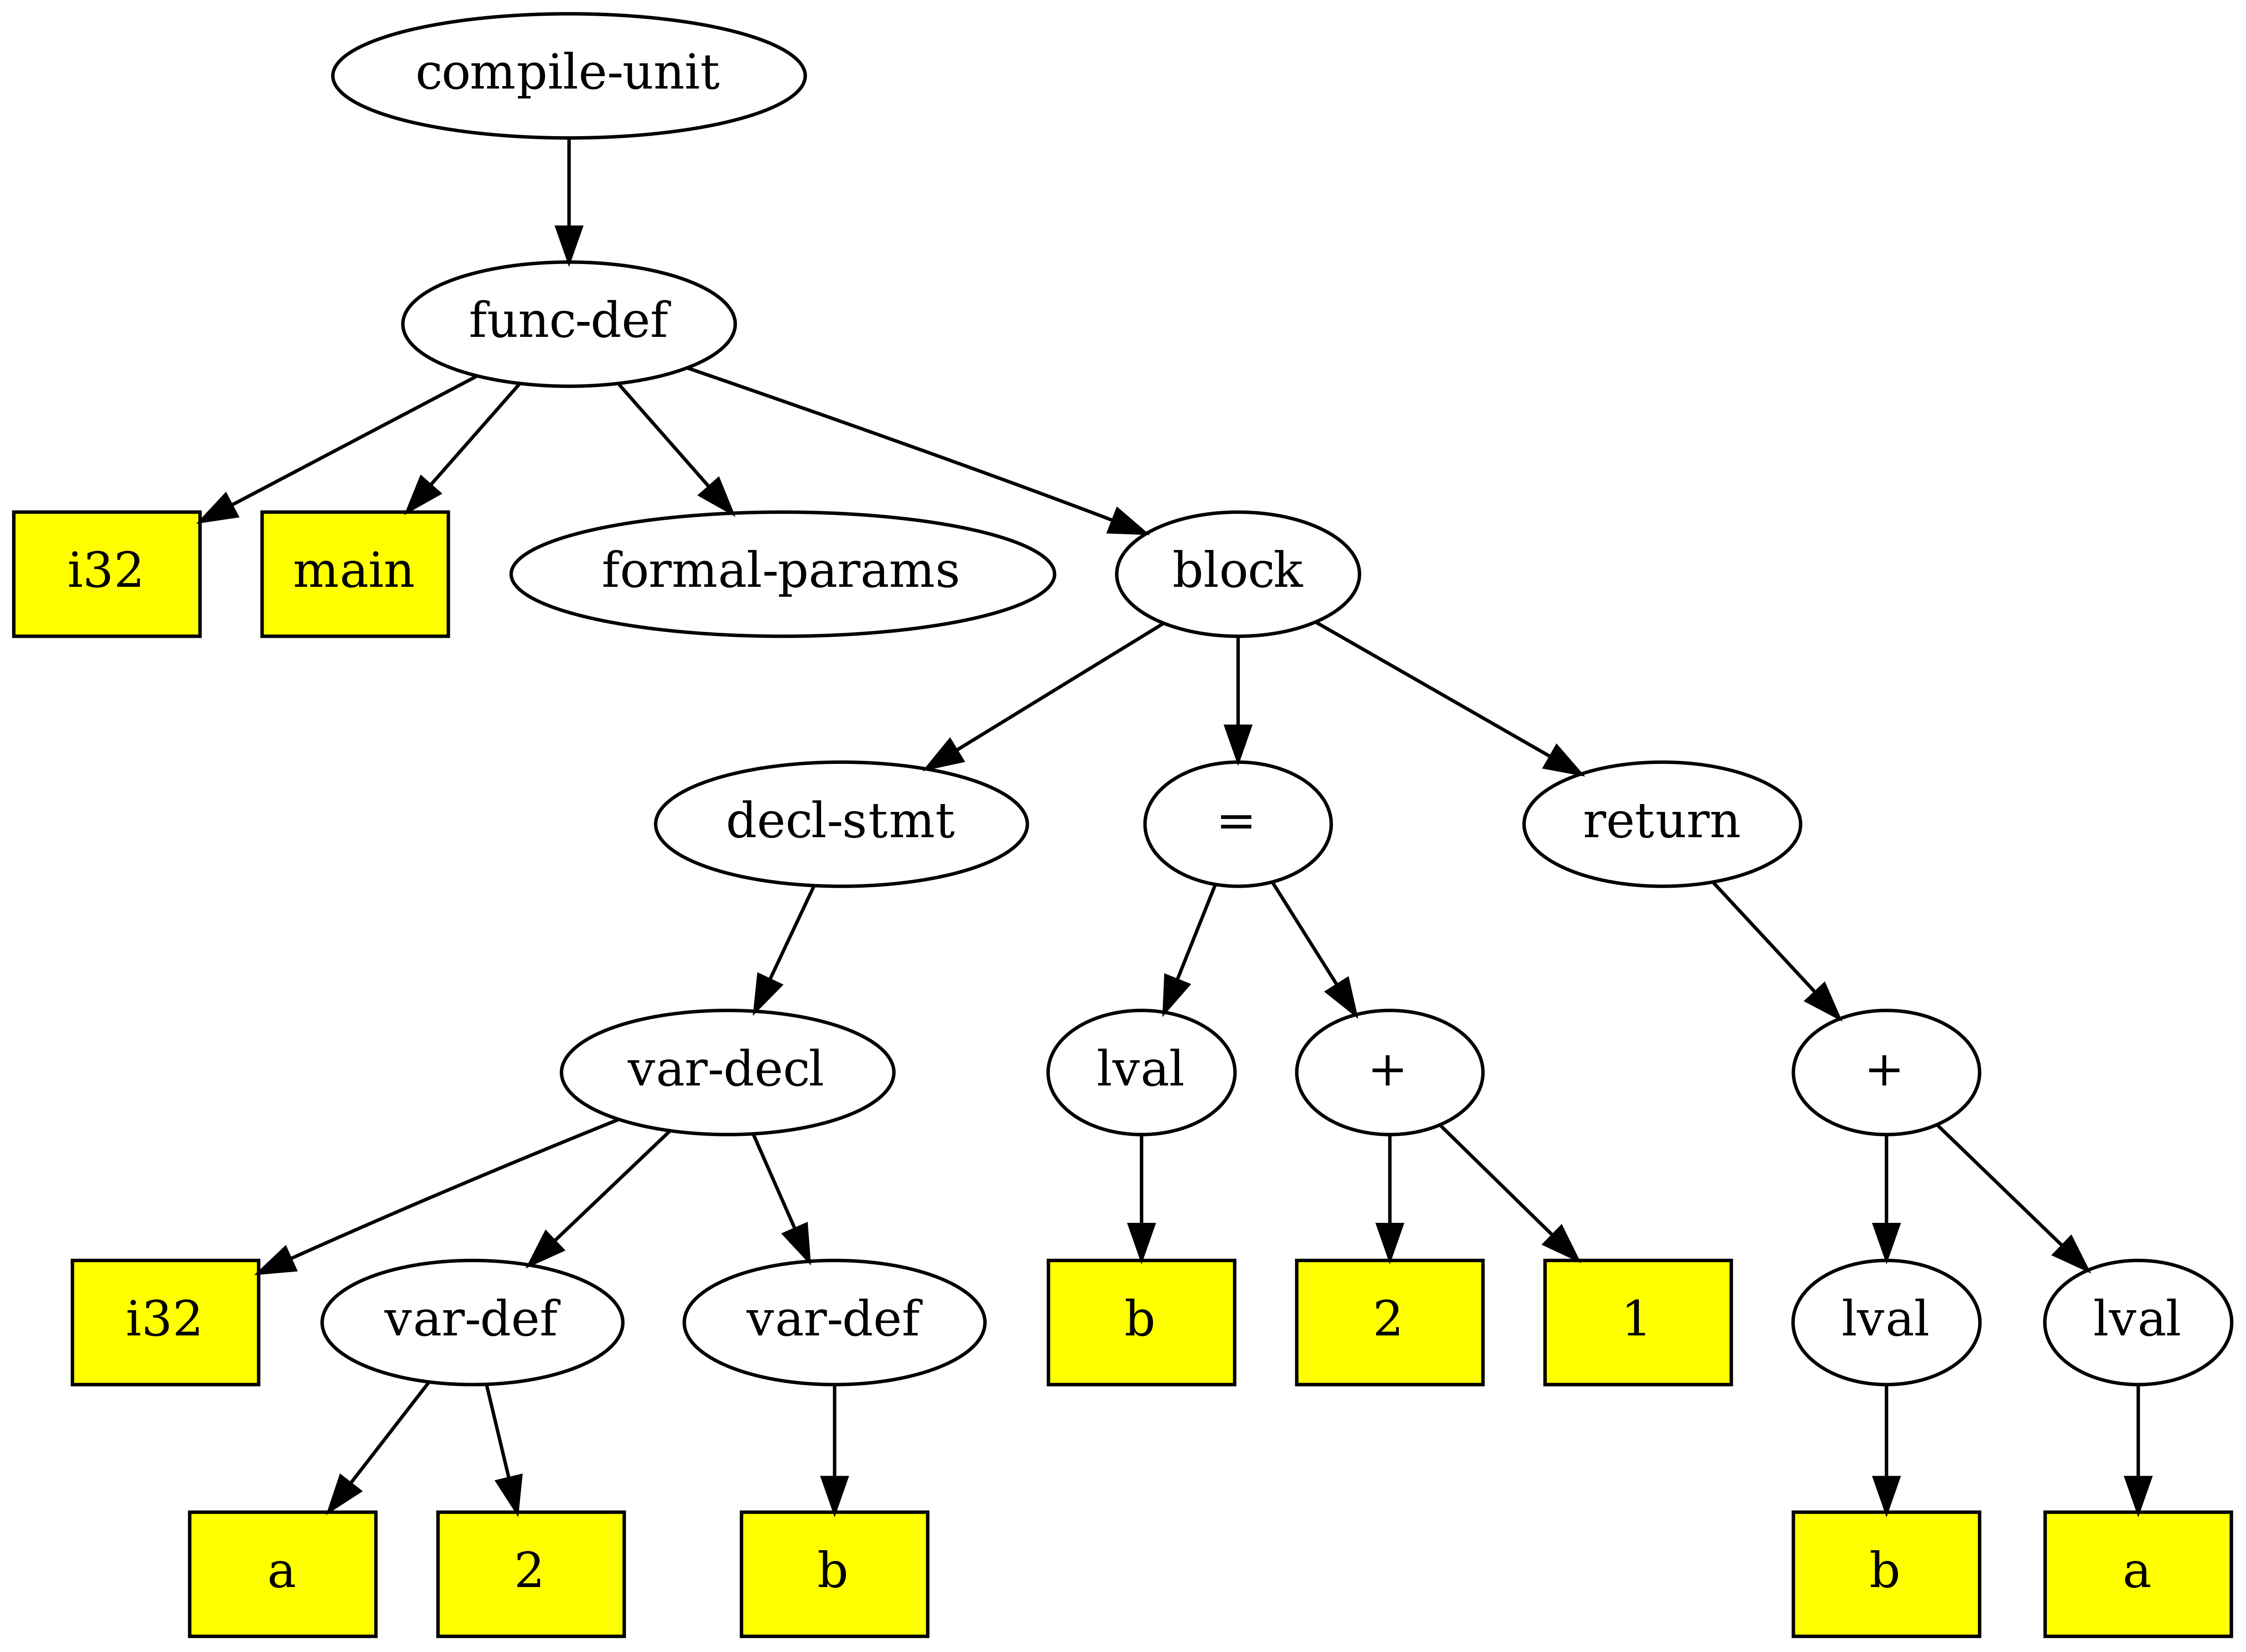 compile-unit
func-def
i32
main
formal-params
block
decl-stmt
=
return
var-decl
lval
+
+
i32
var-def
var-def
b
2
1
lval
lval
a
2
b
b
a